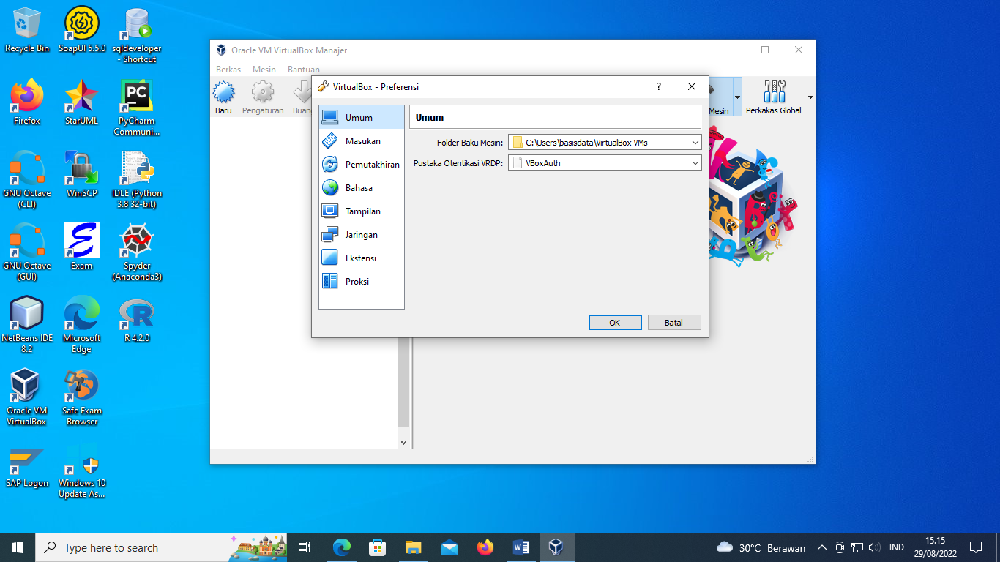 Recycle Bin
SoapUI 5.5.0
sqldeveloper
- Shortcut
Firefox
StarUML
PyCharm
Communi...
GNU Octave
(CLI)
WinSCP
IDLE (Python
3.8 32-bit)
GNU Octave
(GUI)
Exam
Spyder
(Anaconda3)
NetBeans IDE
8.2
Microsoft
Edge
R 4.2.0
Oracle VM
VirtualBox
Safe Exam
Browser
SAP Logon
Windows 10
Update As...
Oracle VM VirtualBox Manajer
Berkas Mesin Bantuan
Baru
Pengaturan
Mesin
Perkakas Global
VirtualBox - Preferensi
?
Umum
Masukan
Pemutakhiran
Bahasa
Tampilan
Jaringan
Ekstensi
Proksi
Umum
Folder Baku Mesin: C:\Users\basisdata\VirtualBox VMs
Pustaka Otentikasi VRDP: VBoxAuth
OK Batal
Type here to search
30°C Berawan
IND
15.15
29/08/2022